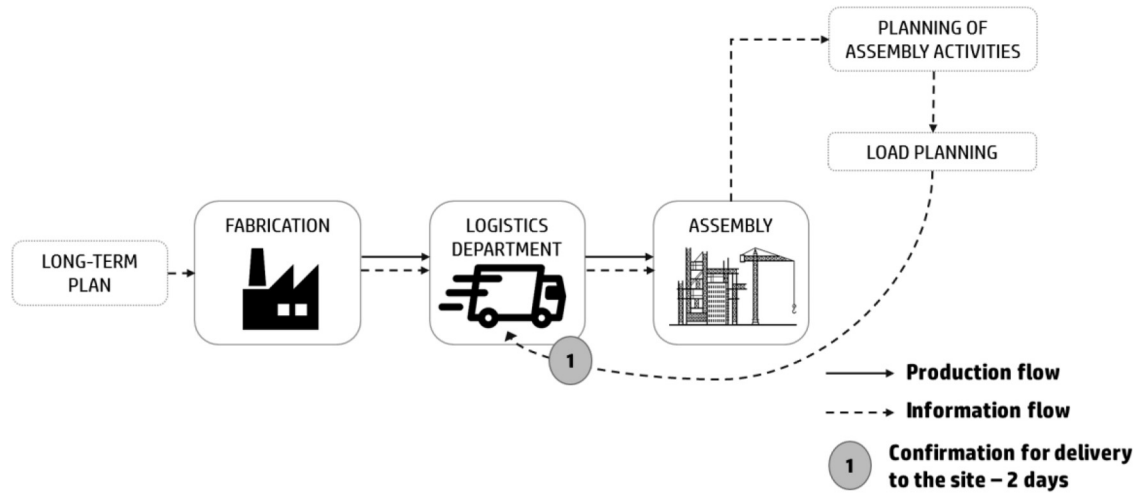 PLANNING OF
ASSEMBLY ACTIVITIES
LOAD PLANNING
FABRICATION
LOGISTICS
DEPARTMENT
ASSEMBLY
LONG-TERM
PLAN
1
Production flow
Information flow
1
Confirmation for delivery
to the site – 2 days